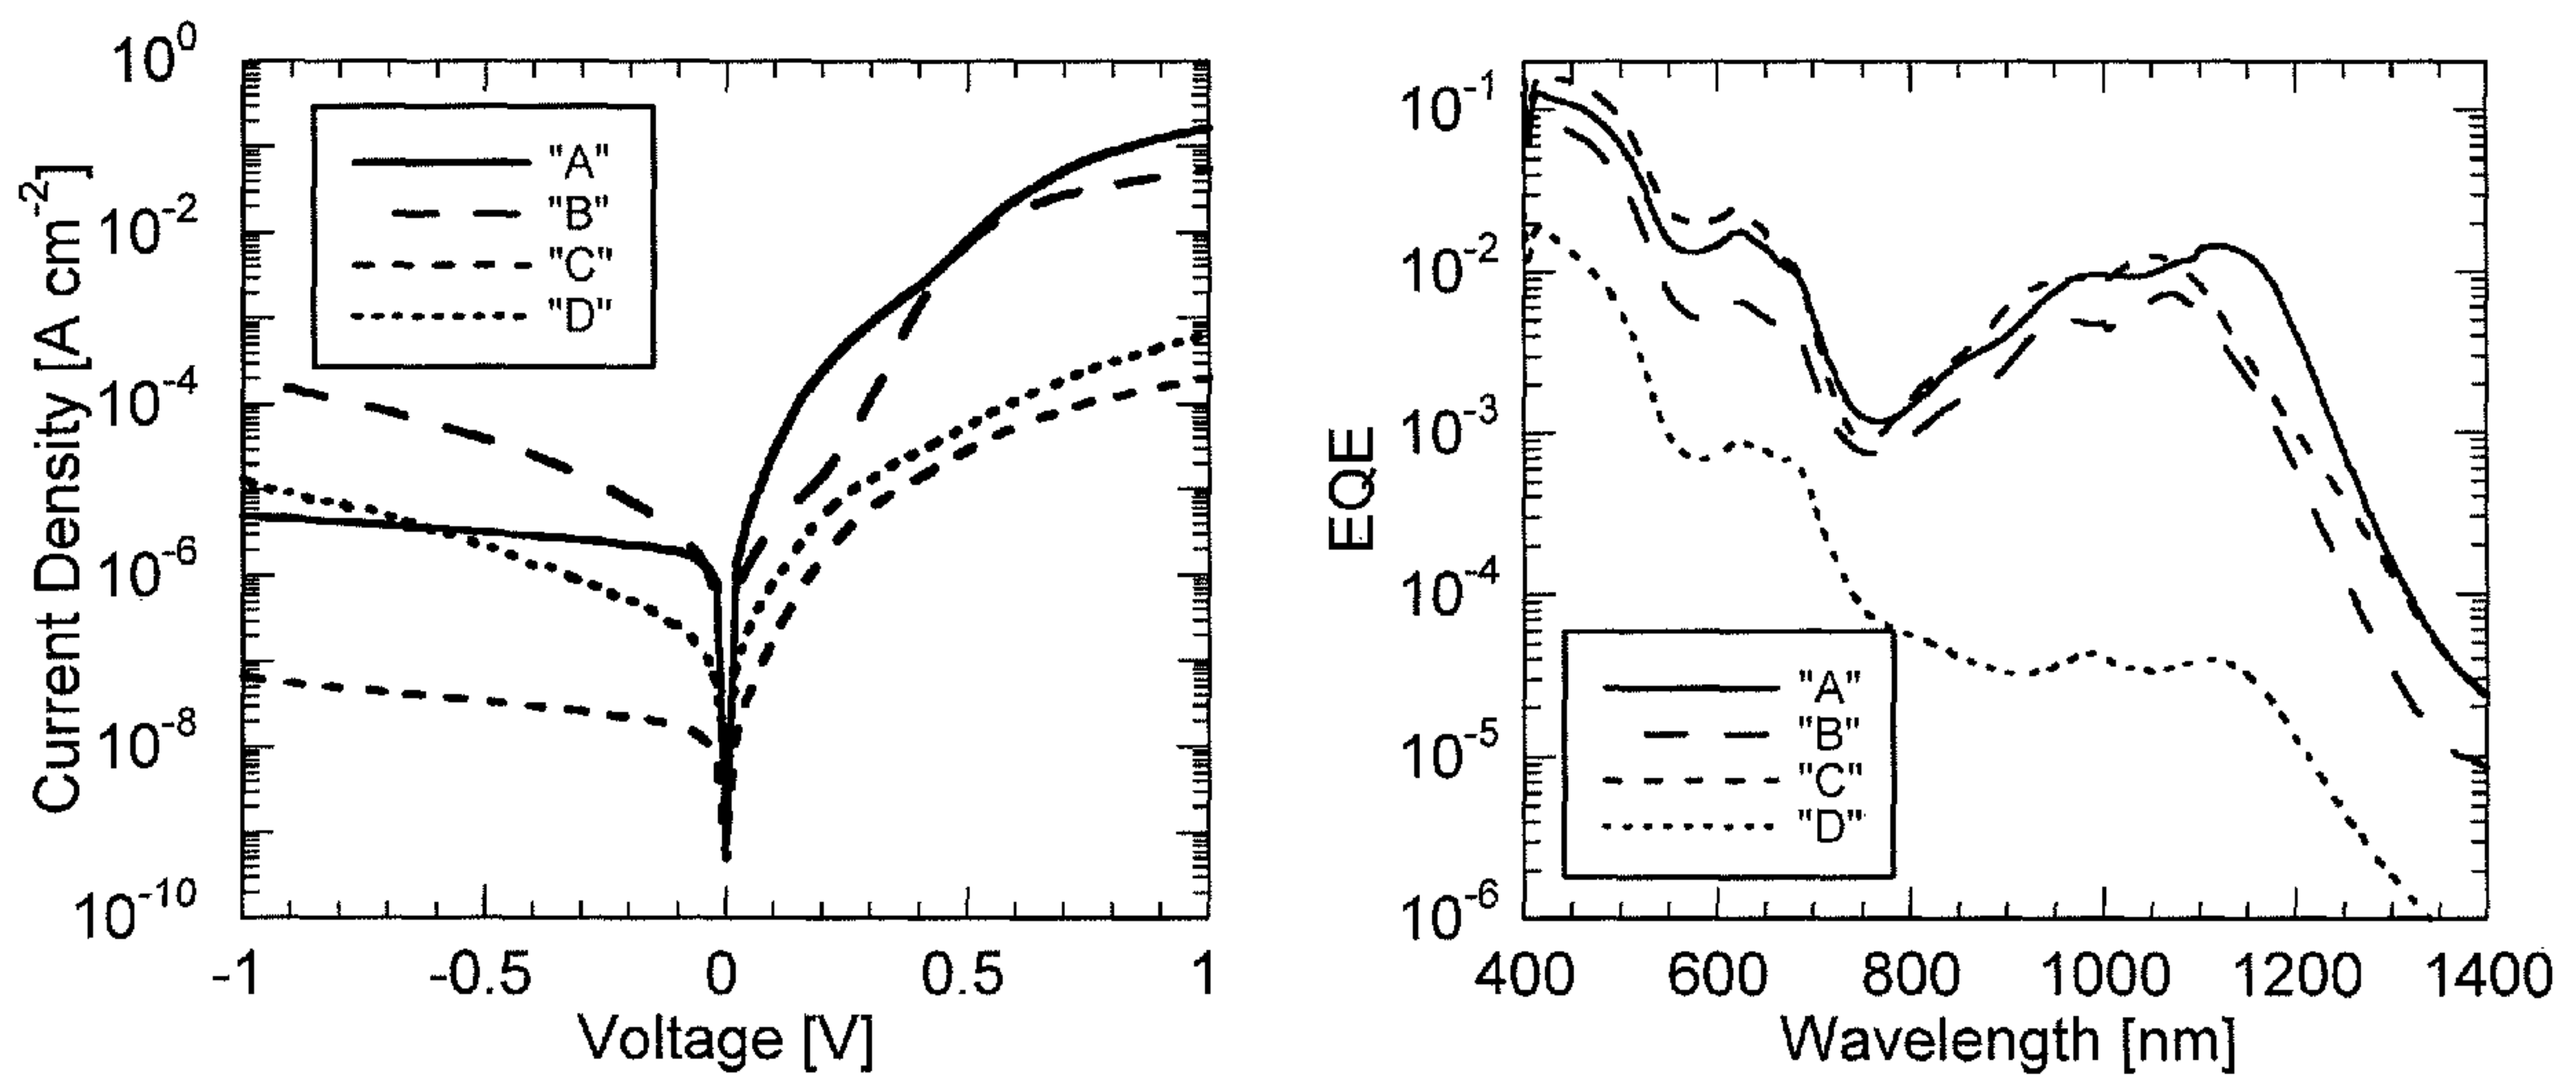 10^0
10^-2
10^-4
10^-6
10^-8
10^-10
Current Density [A cm^-2]
"A"
"B"
"C"
"D"
-1 -0.5 0 0.5 1
Voltage [V]
10^-1
10^-2
10^-3
10^-4
10^-5
10^-6
EQE
"A"
"B"
"C"
"D"
400 600 800 1000 1200 1400
Wavelength [nm]